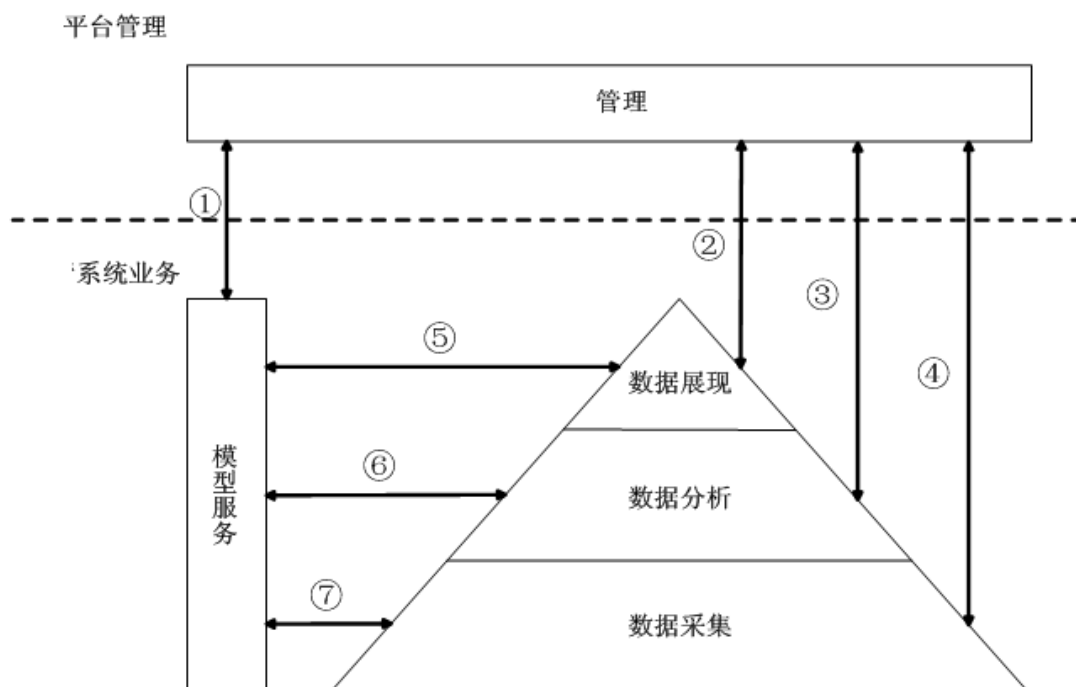 平台管理
管理
①
②
系统业务
③
⑤
④
数据展现
模型服务
⑥
数据分析
⑦
数据采集